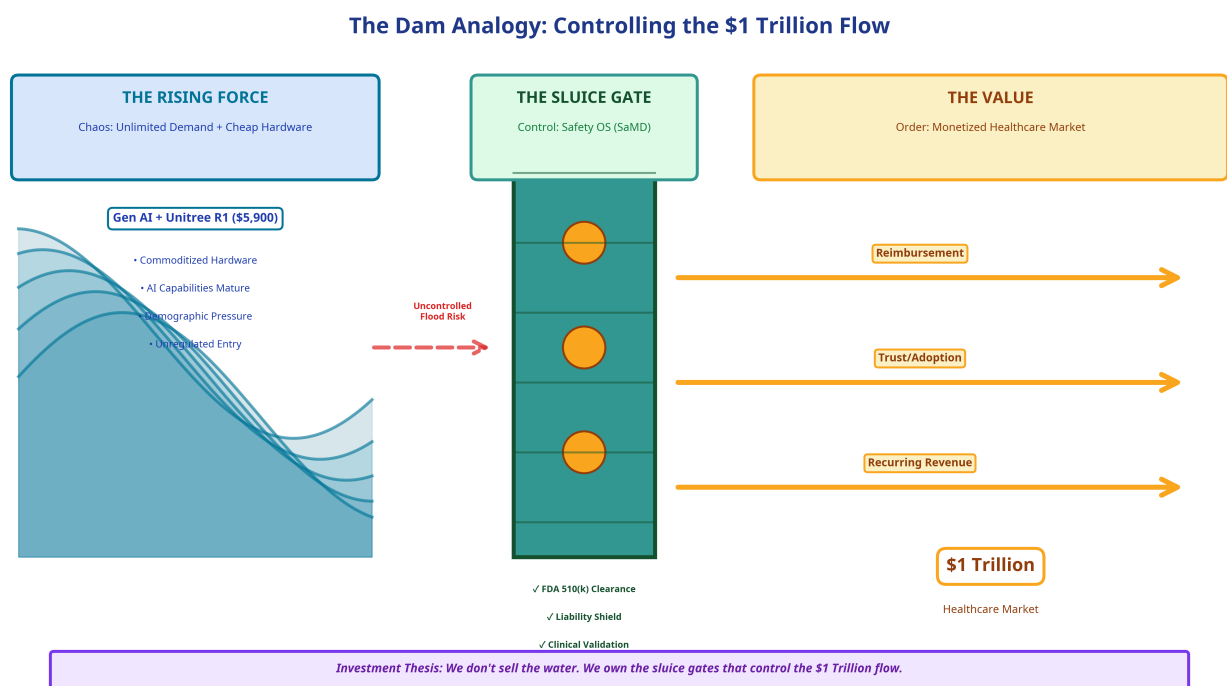 The Dam Analogy: Controlling the $1 Trillion Flow
THE RISING FORCE
Chaos: Unlimited Demand + Cheap Hardware
THE SLUICE GATE
Control: Safety OS (SaMD)
THE VALUE
Order: Monetized Healthcare Market
Gen AI + Unitree R1 ($5,900)
• Commoditized Hardware
• AI Capabilities Mature
• Demographic Pressure
• Unregulated Entry
Uncontrolled
Flood Risk
Reimbursement
Trust/Adoption
Recurring Revenue
$1 Trillion
Healthcare Market
✓ FDA 510(k) Clearance
✓ Liability Shield
✓ Clinical Validation
Investment Thesis: We don't sell the water. We own the sluice gates that control the $1 Trillion flow.